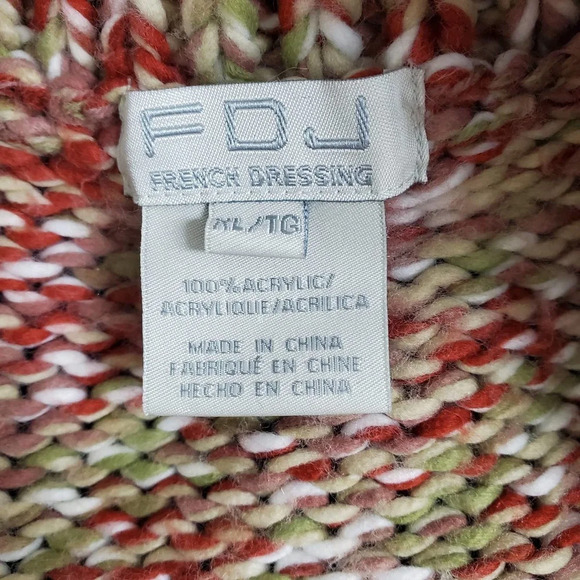 FDJ
FRENCH DRESSING
XL/TG
100% ACRYLIC/
ACRYLIQUE/ACRILICA
MADE IN CHINA
FABRIQUÉ EN CHINE
HECHO EN CHINA